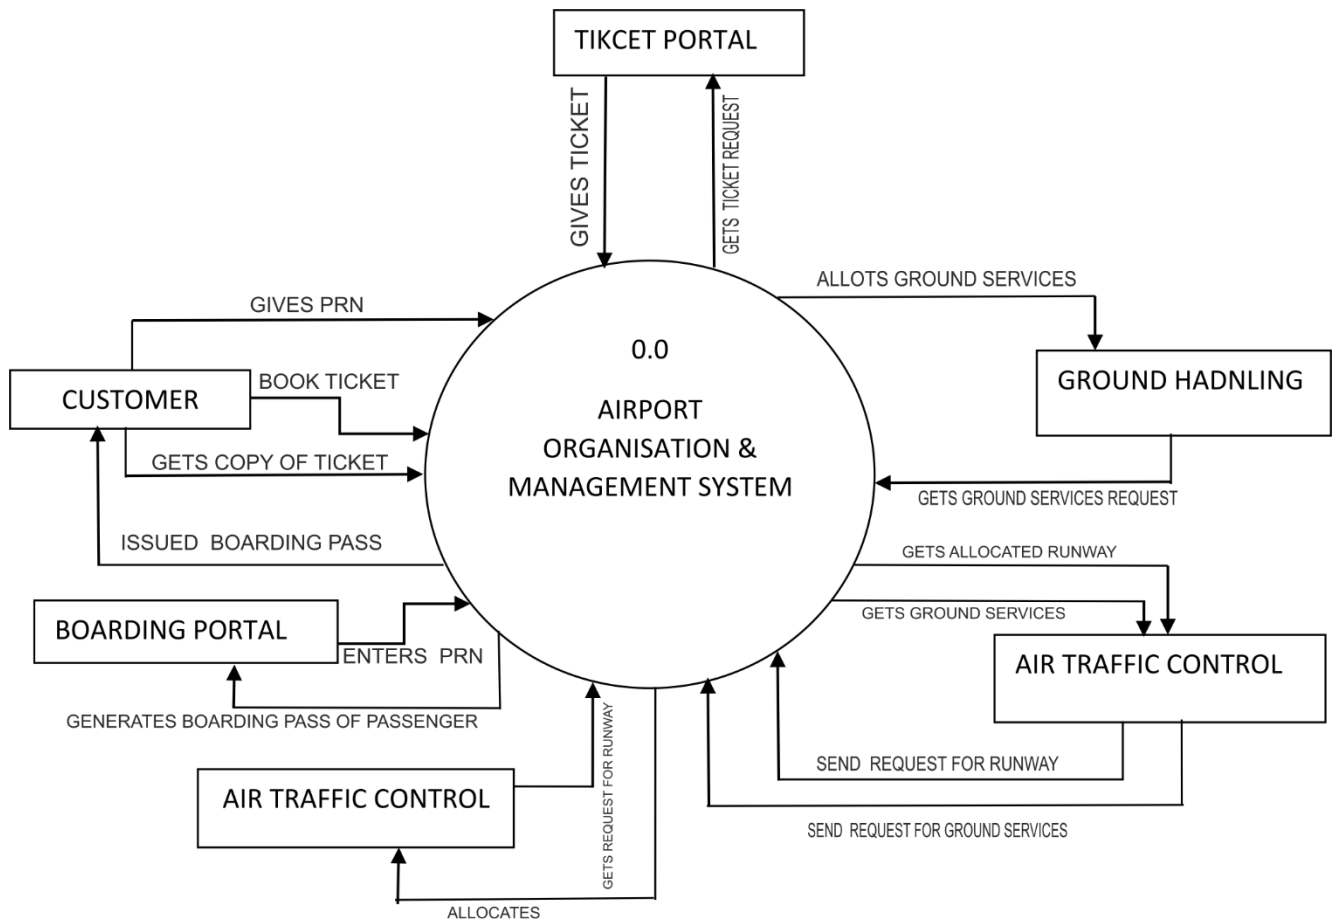 TIKCET PORTAL
GIVES TICKET
GETS  TICKET REQUEST
ALLOTS GROUND SERVICES
GIVES PRN
0.0
GROUND HADNLING
BOOK TICKET
CUSTOMER
AIRPORT
ORGANISATION &
MANAGEMENT SYSTEM
GETS COPY OF TICKET
GETS GROUND SERVICES REQUEST
ISSUED  BOARDING PASS
GETS ALLOCATED RUNWAY
GETS GROUND SERVICES
BOARDING PORTAL
ENTERS  PRN
AIR TRAFFIC CONTROL
GENERATES BOARDING PASS OF PASSENGER
GETS REQUEST FOR RUNWAY
SEND  REQUEST FOR RUNWAY
AIR TRAFFIC CONTROL
SEND  REQUEST FOR GROUND SERVICES
ALLOCATES